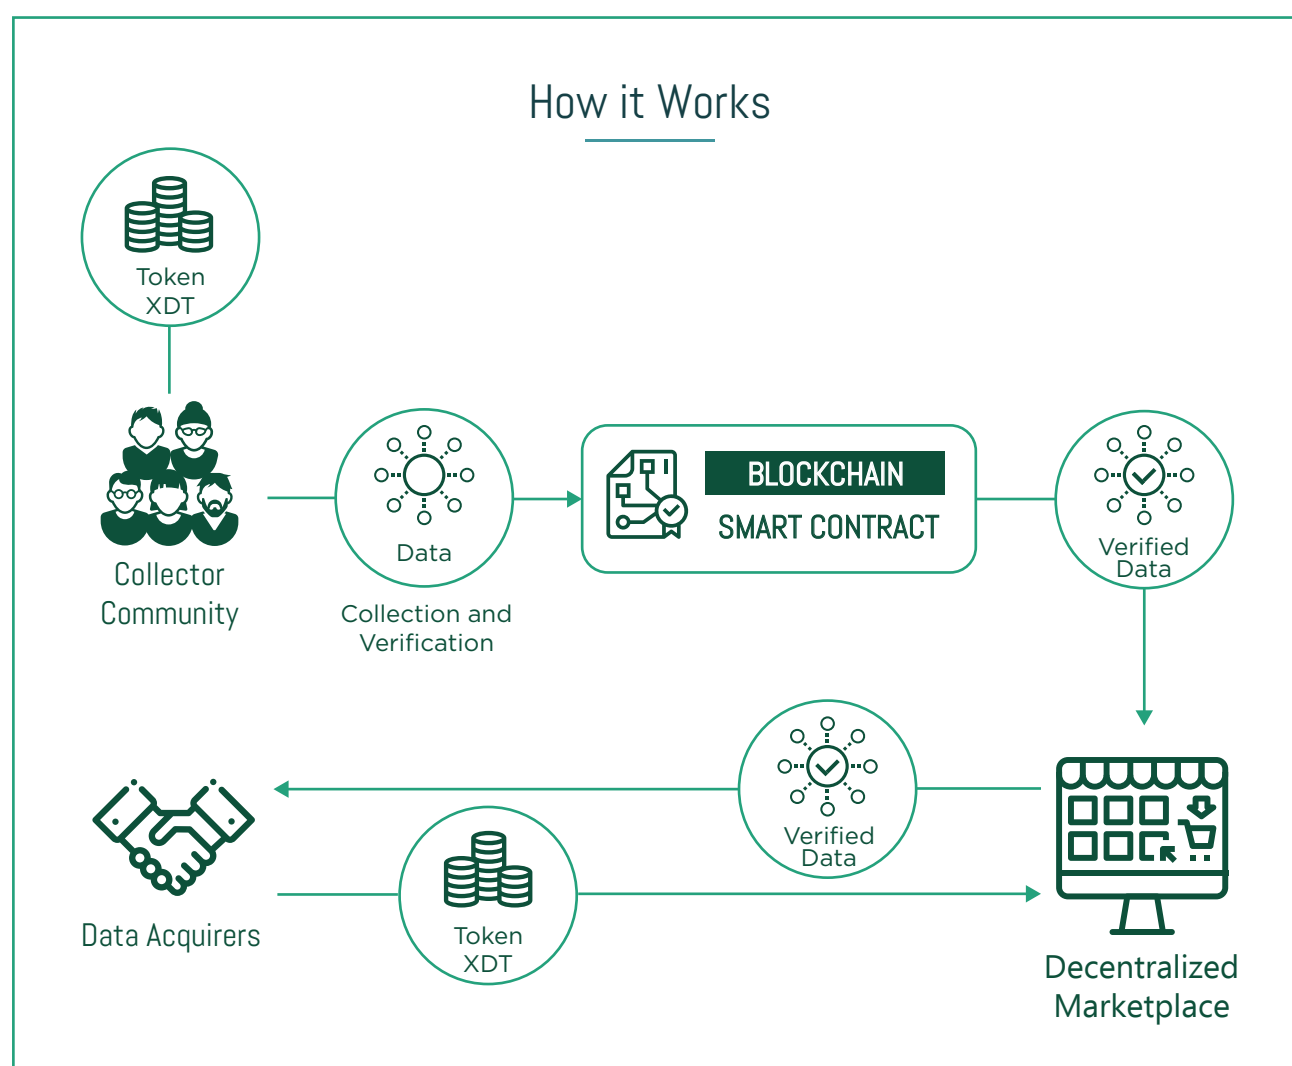 How it Works
Token
XDT
Collector
Community
Data
Collection and
Verification
BLOCKCHAIN
SMART CONTRACT
Verified
Data
Verified
Data
Data Acquirers
Token
XDT
Decentralized
Marketplace